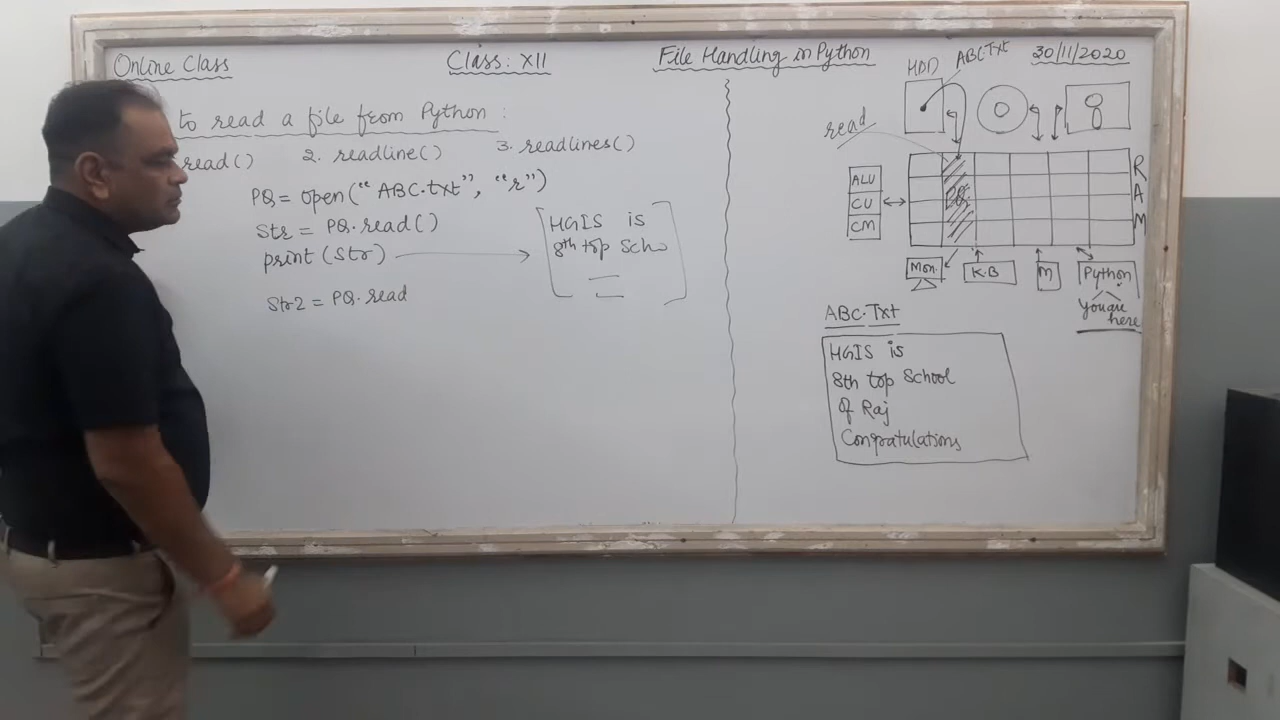 Online Class
Class: XII
File Handling in Python
30/11/2020
to read a file from Python :
read()
2. readline()
3. readlines()
PQ = open("ABC.txt", "r")
Str = PQ.read()
print (Str)
Str2 = PQ.read
HGIS is
8th top Scho
HDD
ABC.Txt
read
ALU
CU
CM
PQ
RAM
Mon.
K.B
M
Python
You are
here
ABC.Txt
HGIS is
8th top School
Of Raj
Congratulations